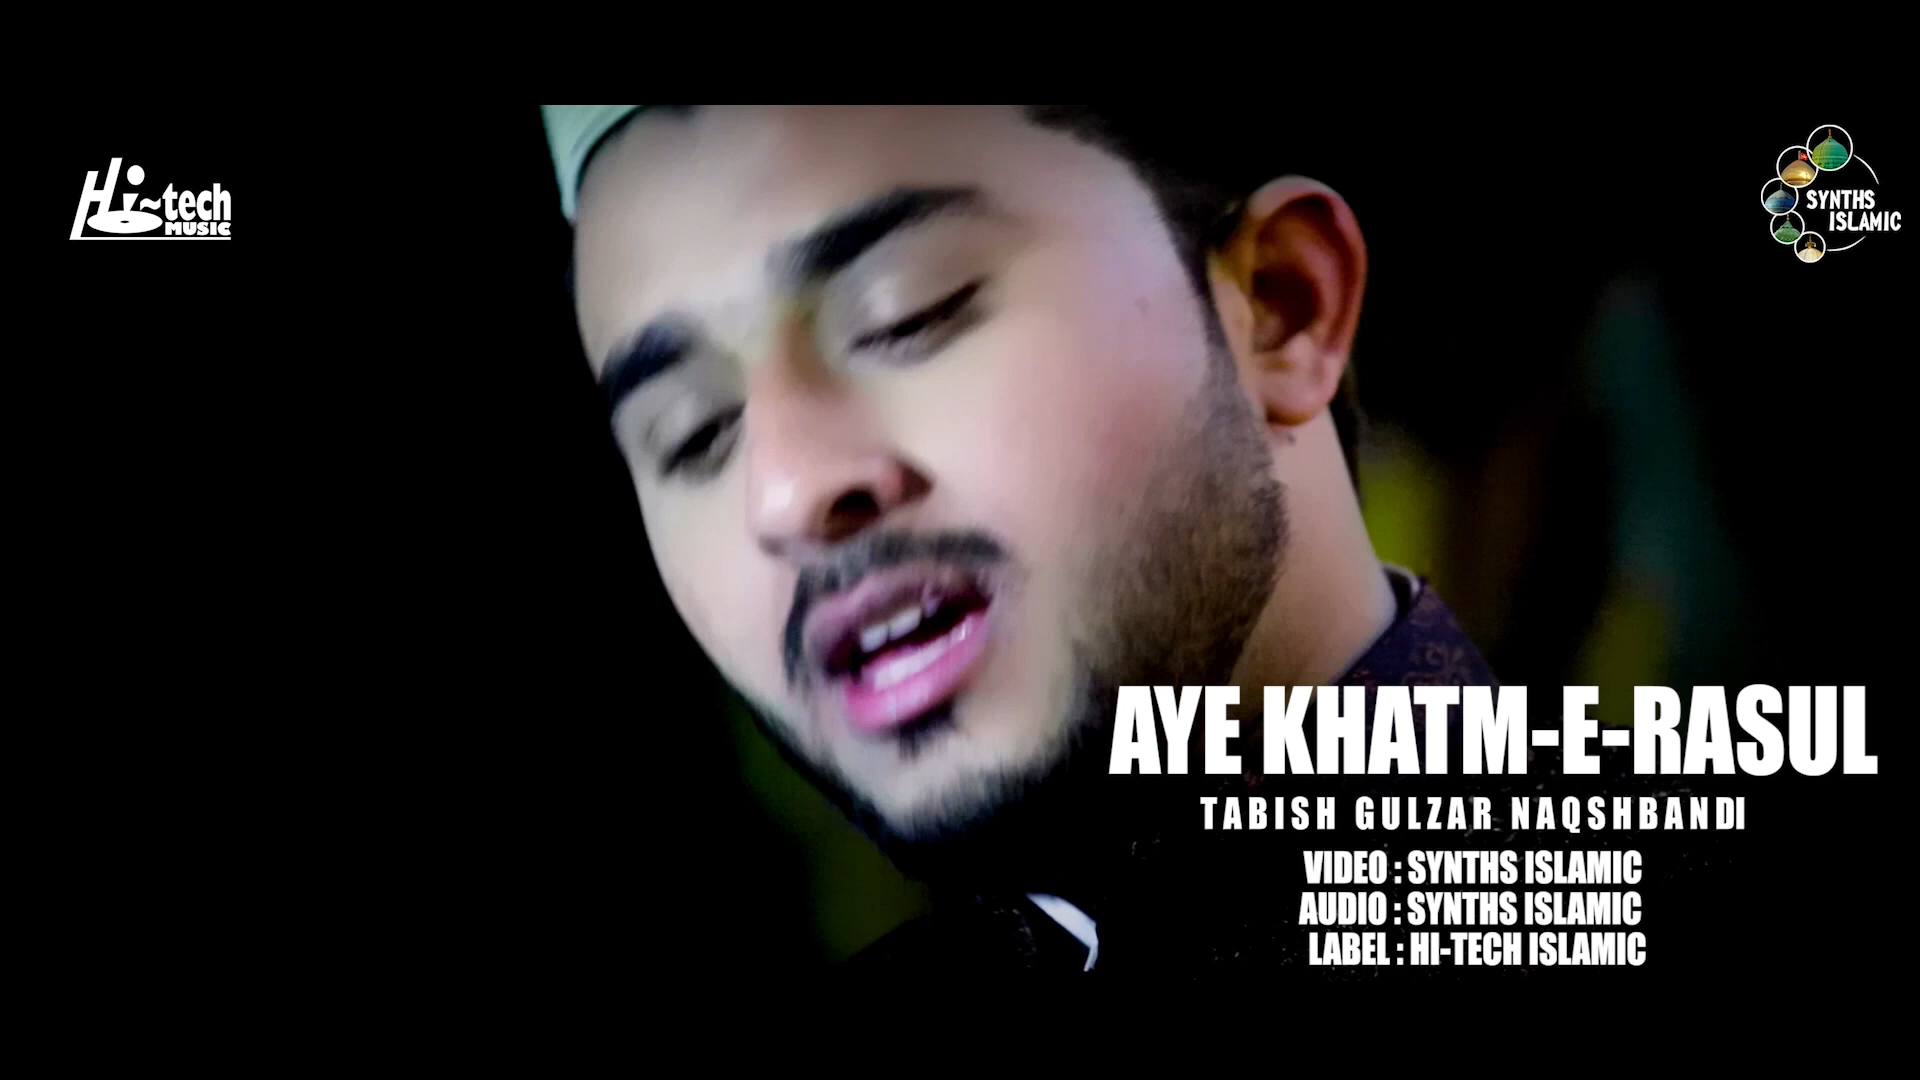 Hi~tech
MUSIC
SYNTHS
ISLAMIC
AYE KHATM-E-RASUL
TABISH GULZAR NAQSHBANDI
VIDEO : SYNTHS ISLAMIC
AUDIO : SYNTHS ISLAMIC
LABEL : HI-TECH ISLAMIC